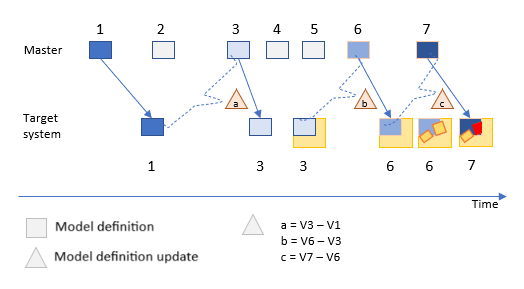 1 2 3 4 5 6 7
Master
a b c
Target
system
1 3 3 6 6 7
Time
Model definition
Model definition update
a = V3 – V1
b = V6 – V3
c = V7 – V6